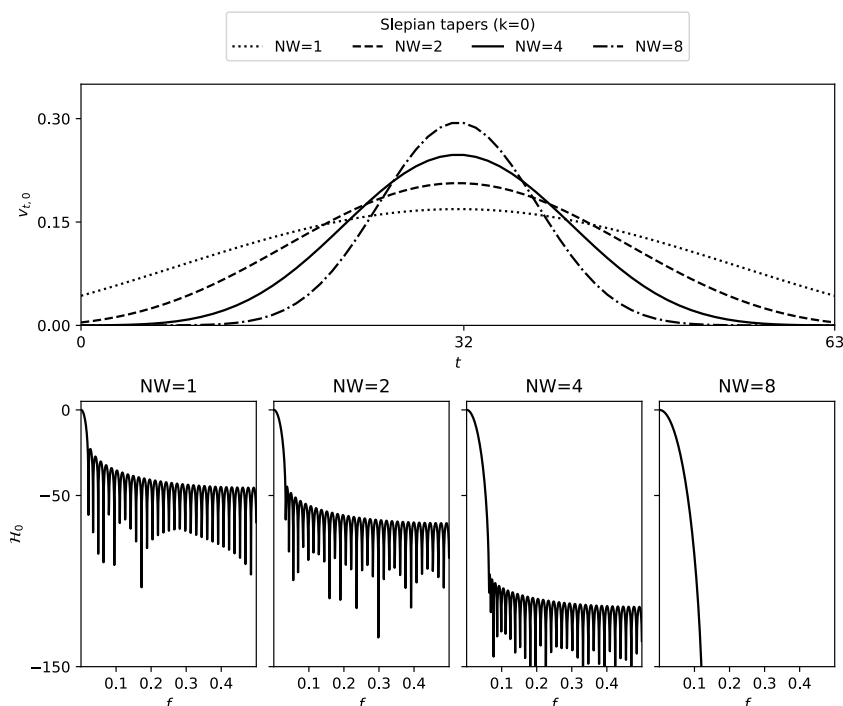 Slepian tapers (k=0)
NW=1 NW=2 NW=4 NW=8
0.30
0.15
0.00
v_{t,0}
0 32 63
t
NW=1 NW=2 NW=4 NW=8
0
−50
−150
ℋ₀
0.1 0.2 0.3 0.4 0.1 0.2 0.3 0.4 0.1 0.2 0.3 0.4 0.1 0.2 0.3 0.4
f f f f